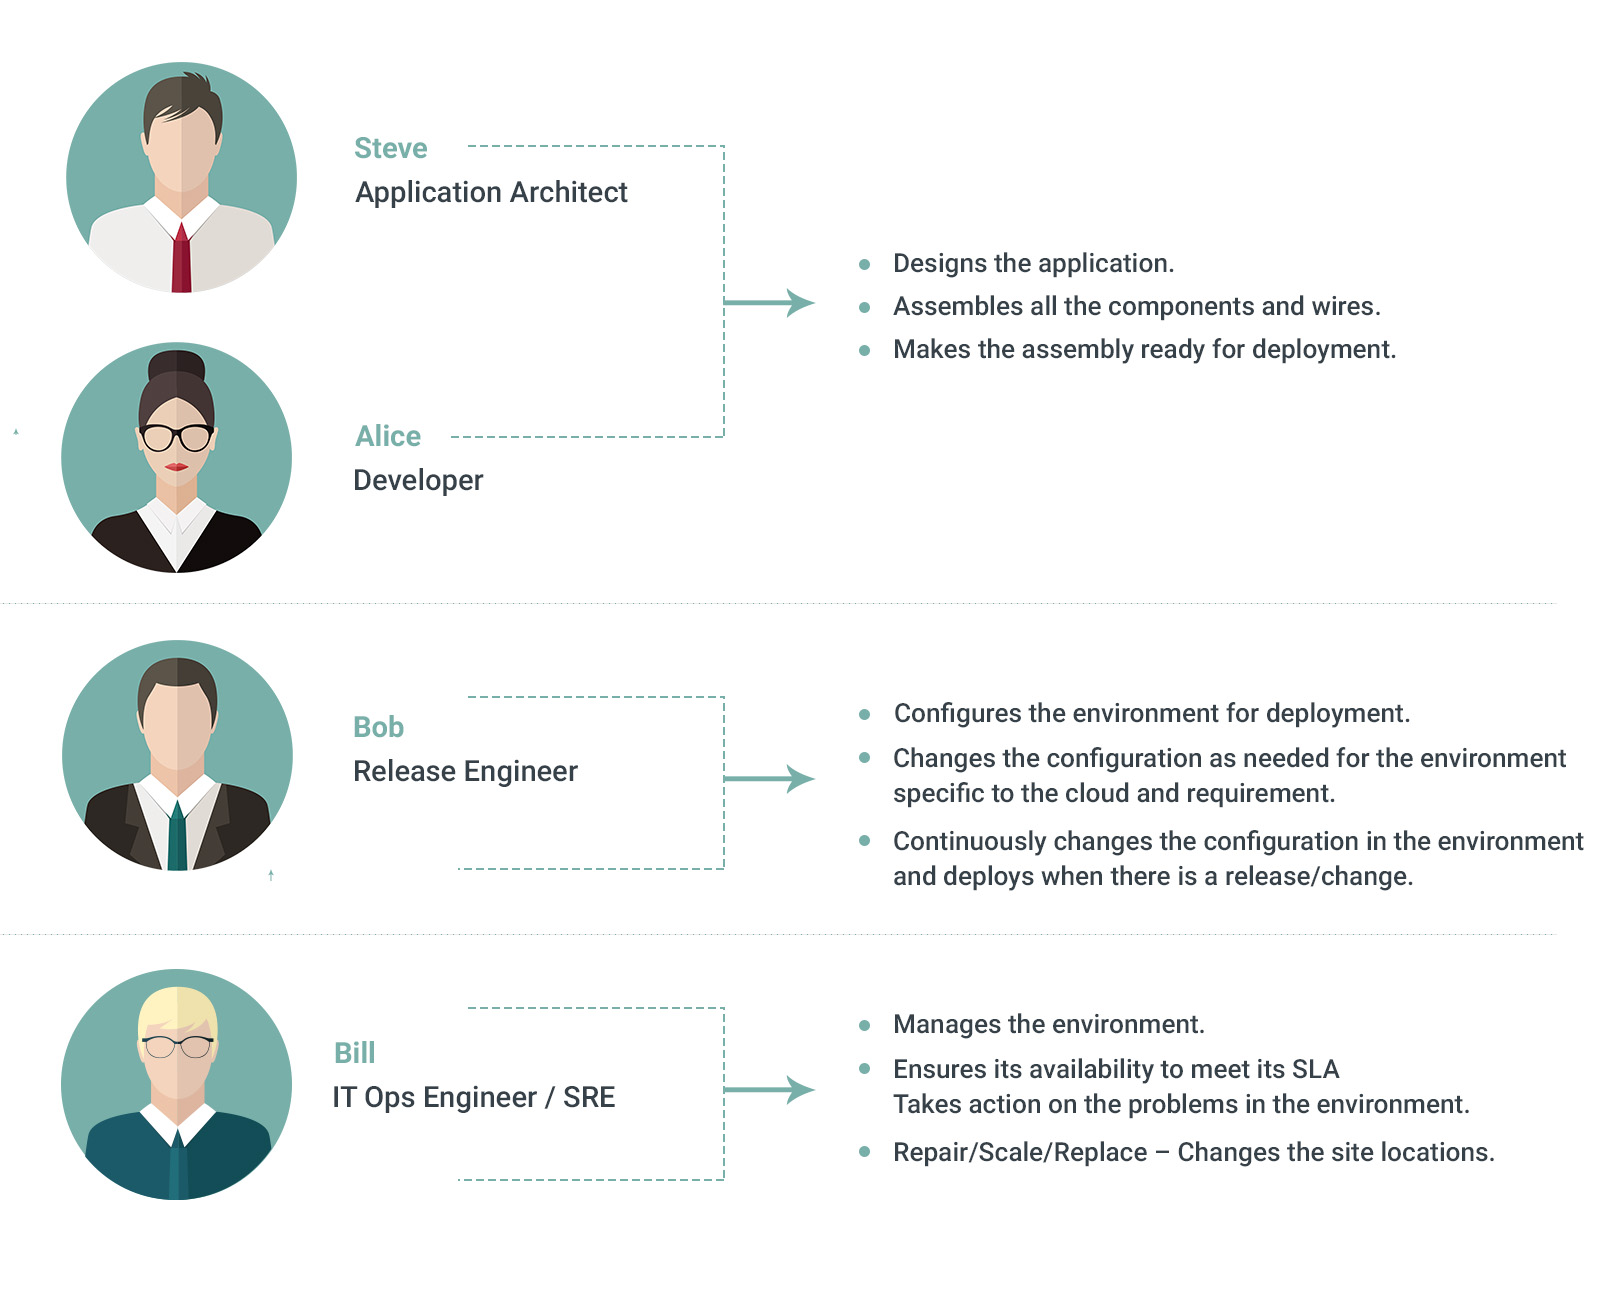 Steve
Application Architect
Designs the application.
Assembles all the components and wires.
Makes the assembly ready for deployment.
Alice
Developer
Bob
Release Engineer
Configures the environment for deployment.
Changes the configuration as needed for the environment
specific to the cloud and requirement.
Continuously changes the configuration in the environment
and deploys when there is a release/change.
Bill
IT Ops Engineer / SRE
Manages the environment.
Ensures its availability to meet its SLA
Takes action on the problems in the environment.
Repair/Scale/Replace – Changes the site locations.